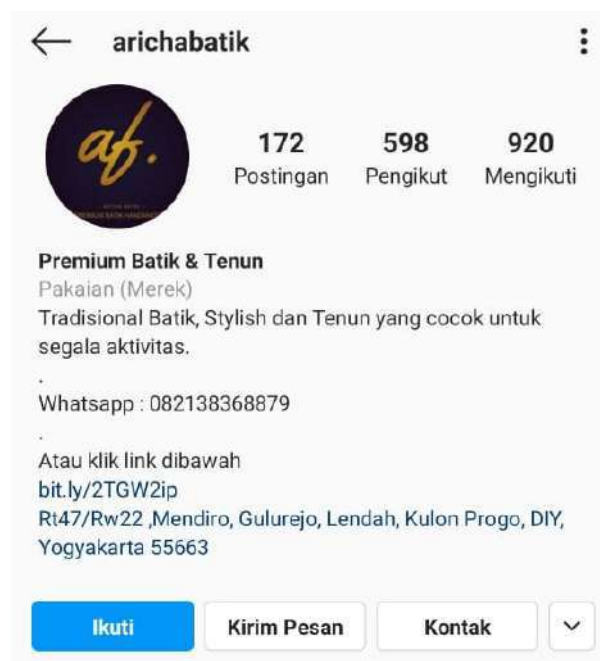 arichabatik
af.
172 598 920
Postingan Pengikut Mengikuti
Premium Batik & Tenun
Pakaian (Merek)
Tradisional Batik, Stylish dan Tenun yang cocok untuk
segala aktivitas.
.
Whatsapp : 082138368879
.
Atau klik link dibawah
bit.ly/2TGW2ip
Rt47/Rw22 ,Mendiro, Gulurejo, Lendah, Kulon Progo, DIY,
Yogyakarta 55663
Ikuti Kirim Pesan Kontak